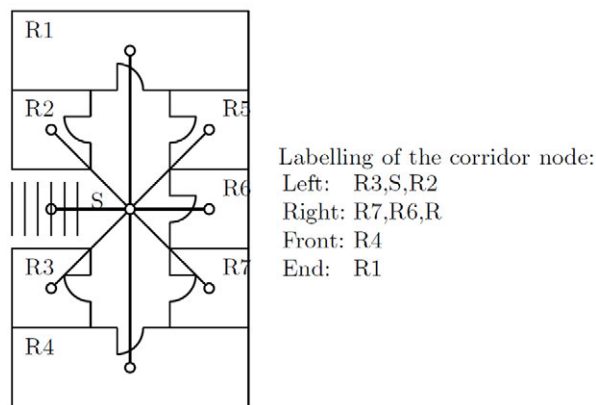 R1
R2
R5
S
R6
R3
R7
R4
Labelling of the corridor node:
Left: R3,S,R2
Right: R7,R6,R
Front: R4
End: R1